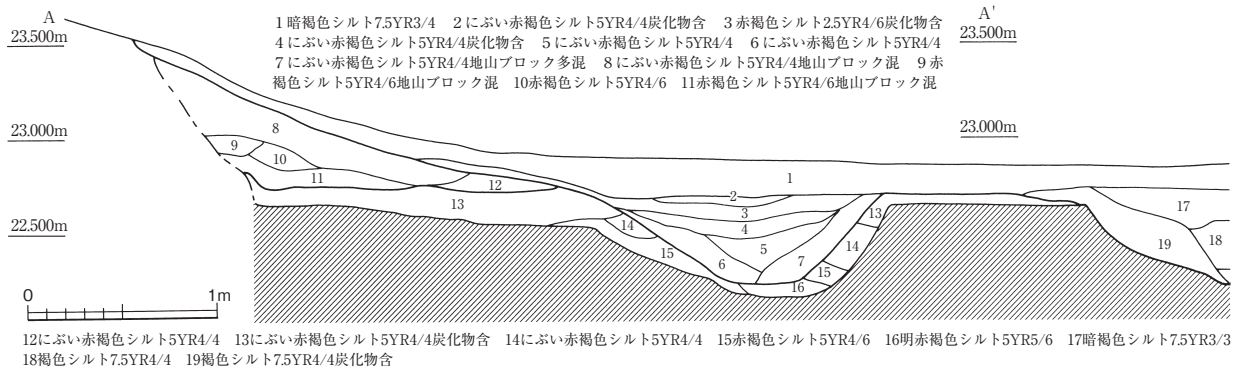 A
A'
1 暗褐色シルト7.5YR3/4　2 にぶい赤褐色シルト5YR4/4炭化物含　3 赤褐色シルト2.5YR4/6炭化物含
4 にぶい赤褐色シルト5YR4/4炭化物含　5 にぶい赤褐色シルト5YR4/4　6 にぶい赤褐色シルト5YR4/4
7 にぶい赤褐色シルト5YR4/4地山ブロック多混　8 にぶい赤褐色シルト5YR4/4地山ブロック混　9 赤
褐色シルト5YR4/6地山ブロック混　10赤褐色シルト5YR4/6　11赤褐色シルト5YR4/6地山ブロック混
23.500m
23.500m
23.000m
23.000m
22.500m
8
9
10
11
12
13
1
2
3
4
5
6
7
13
14
15
14
15
16
17
18
19
0 1m
12にぶい赤褐色シルト5YR4/4　13にぶい赤褐色シルト5YR4/4炭化物含　14にぶい赤褐色シルト5YR4/4　15赤褐色シルト5YR4/6　16明赤褐色シルト5YR5/6　17暗褐色シルト7.5YR3/3
18褐色シルト7.5YR4/4　19褐色シルト7.5YR4/4炭化物含